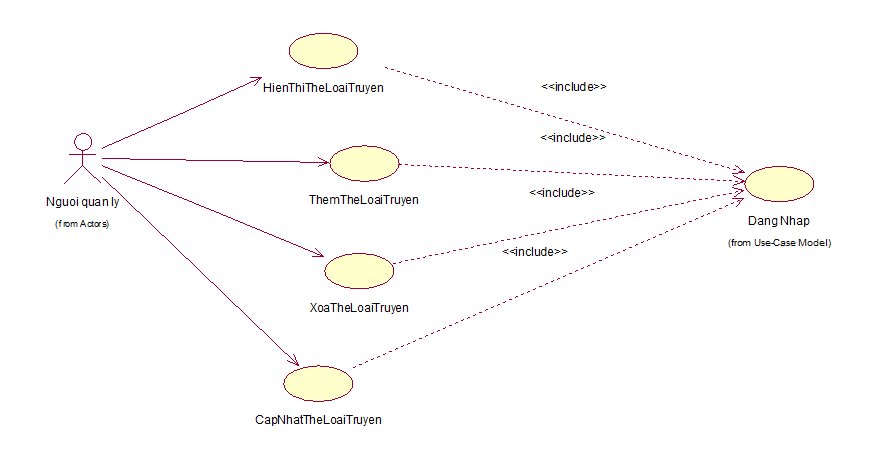 HienThiTheLoaiTruyen
<<include>>
<<include>>
ThemTheLoaiTruyen
<<include>>
Nguoi quan ly
(from Actors)
Dang Nhap
(from Use-Case Model)
<<include>>
XoaTheLoaiTruyen
CapNhatTheLoaiTruyen